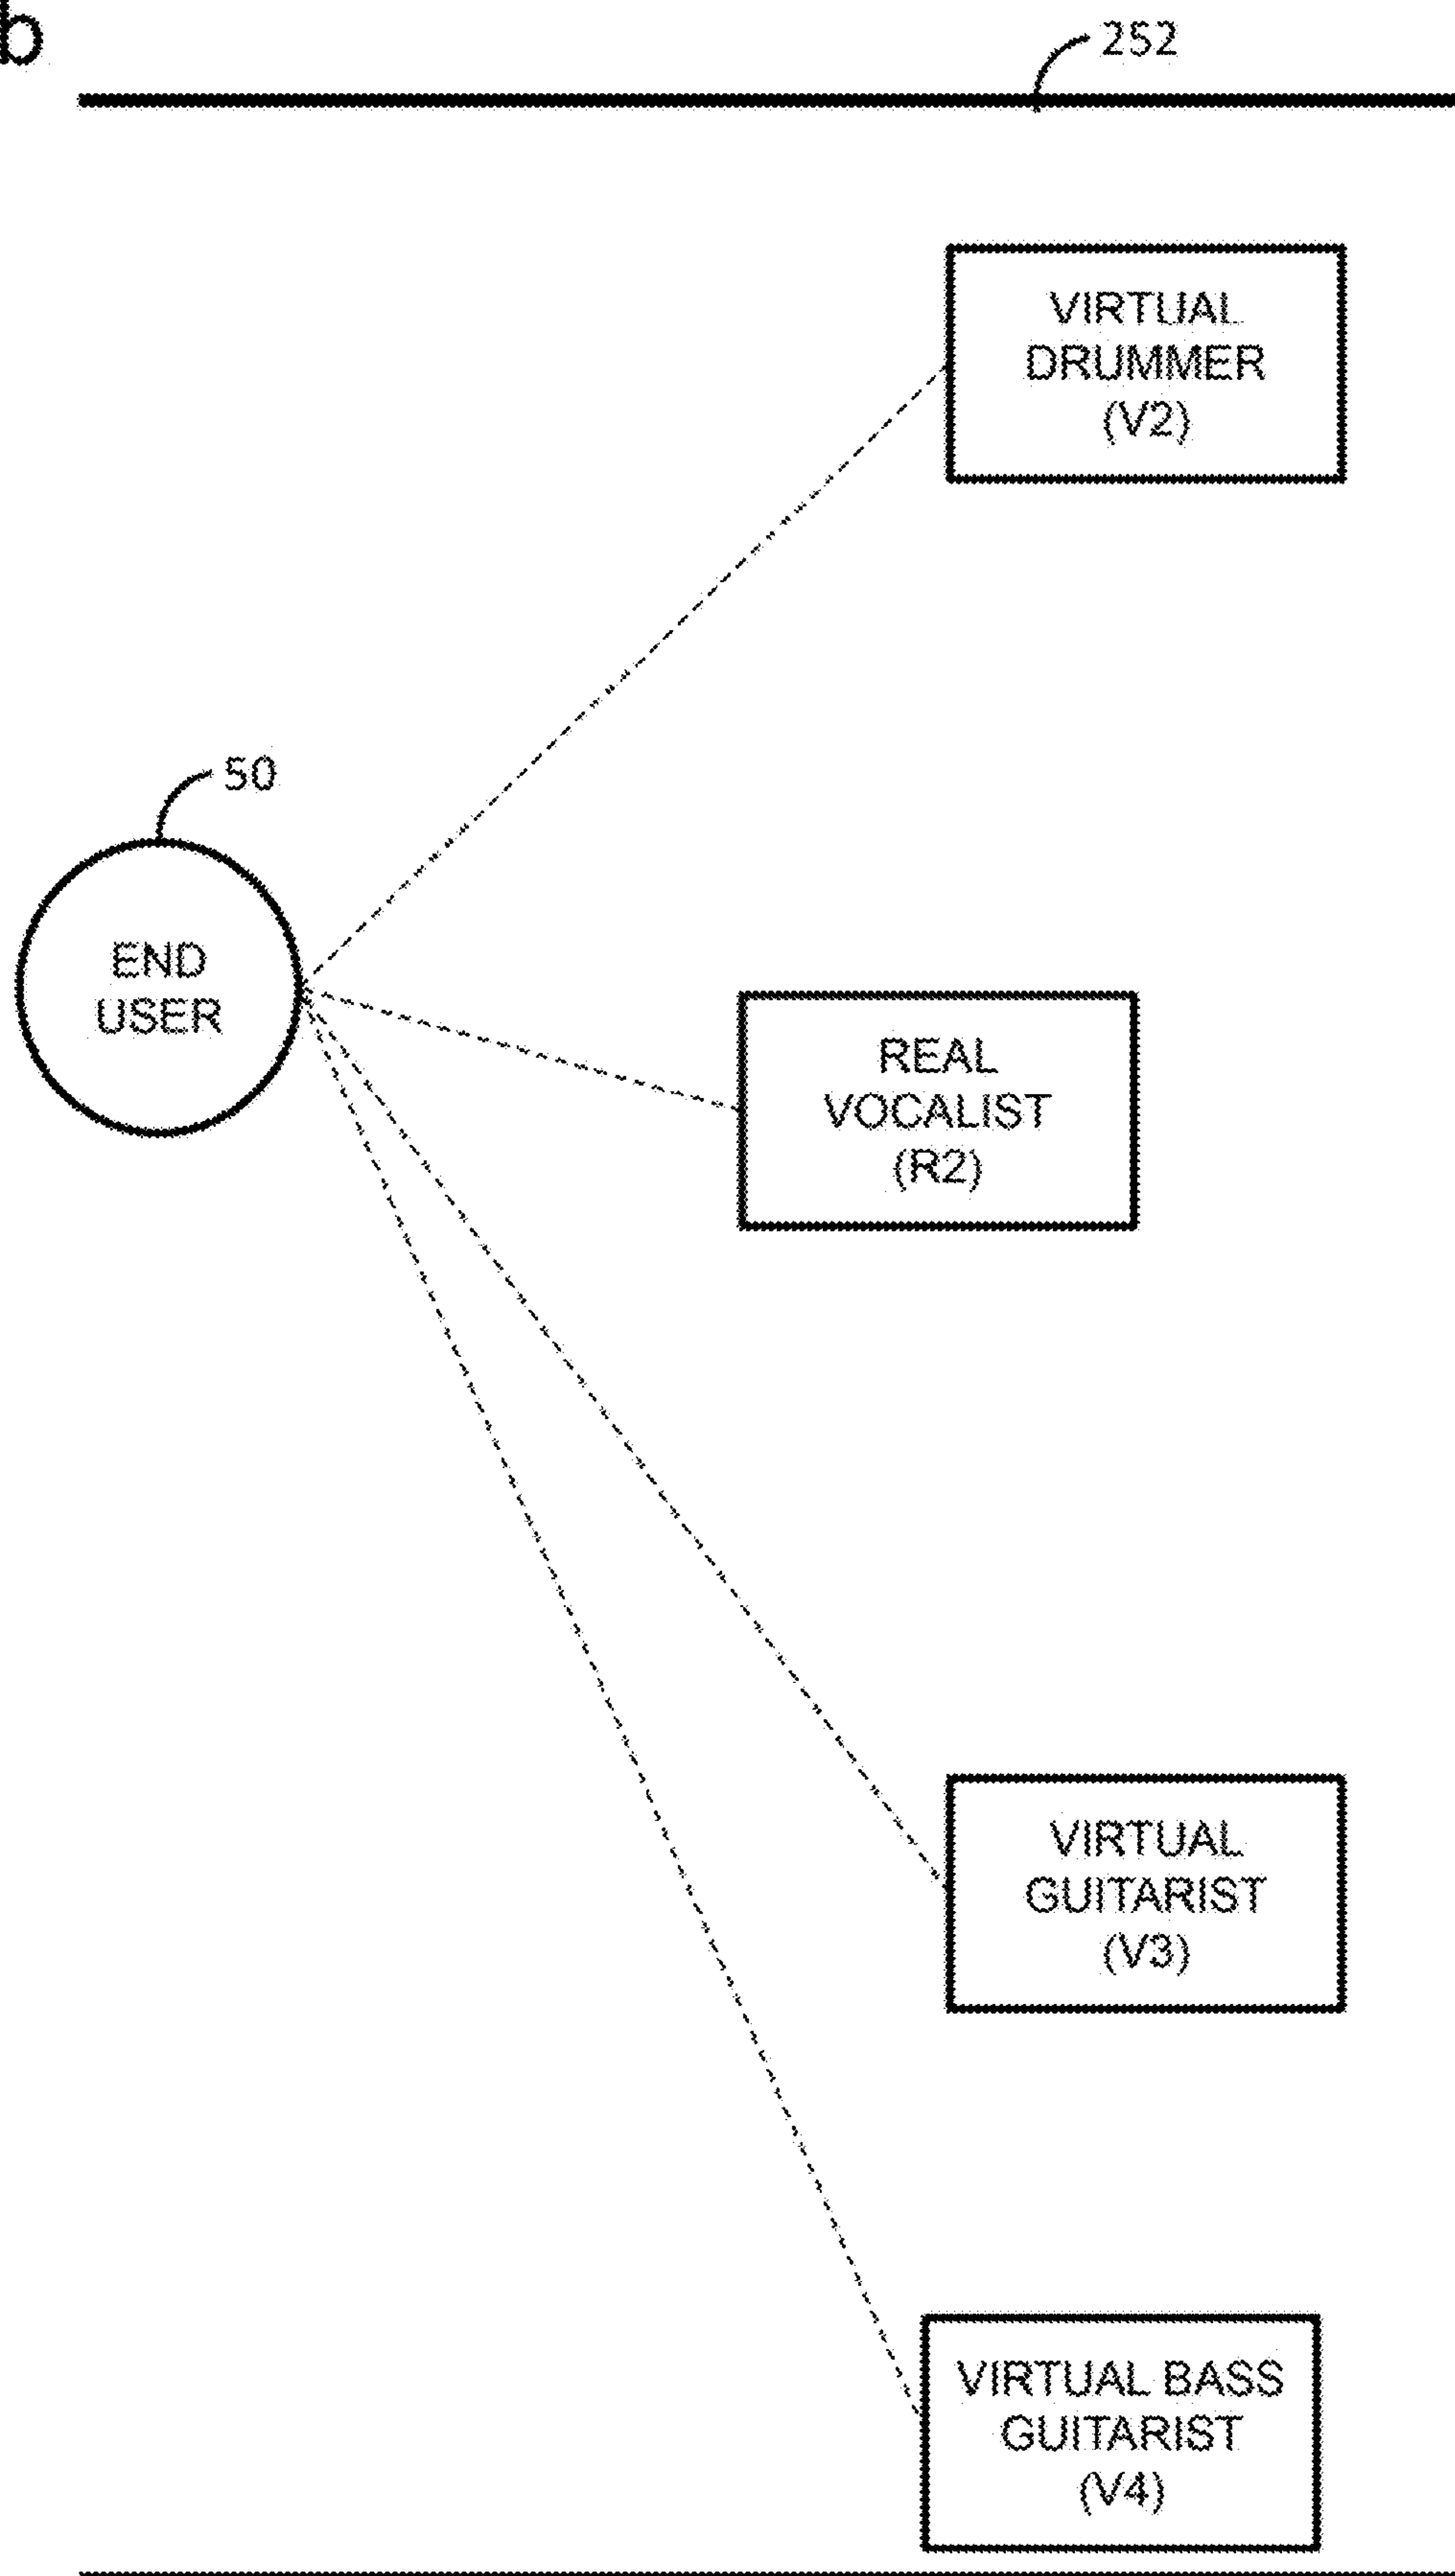 b
252
VIRTUAL
DRUMMER
(V2)
50
END
USER
REAL
VOCALIST
(R2)
VIRTUAL
GUITARIST
(V3)
VIRTUAL BASS
GUITARIST
(V4)